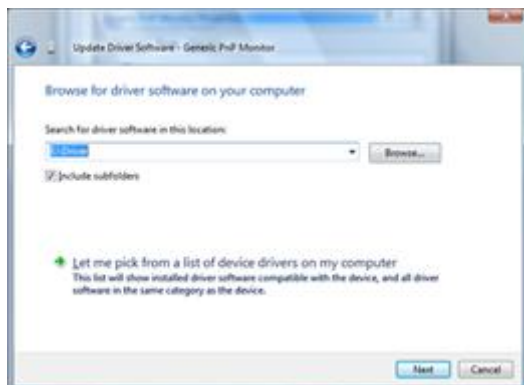 Update Driver Software - Generic PnP Monitor
Browse for driver software on your computer
Search for driver software in this location:
Browse...
Include subfolders
Let me pick from a list of device drivers on my computer
This list will show installed driver software compatible with the device, and all driver
software in the same category as the device.
Next
Cancel